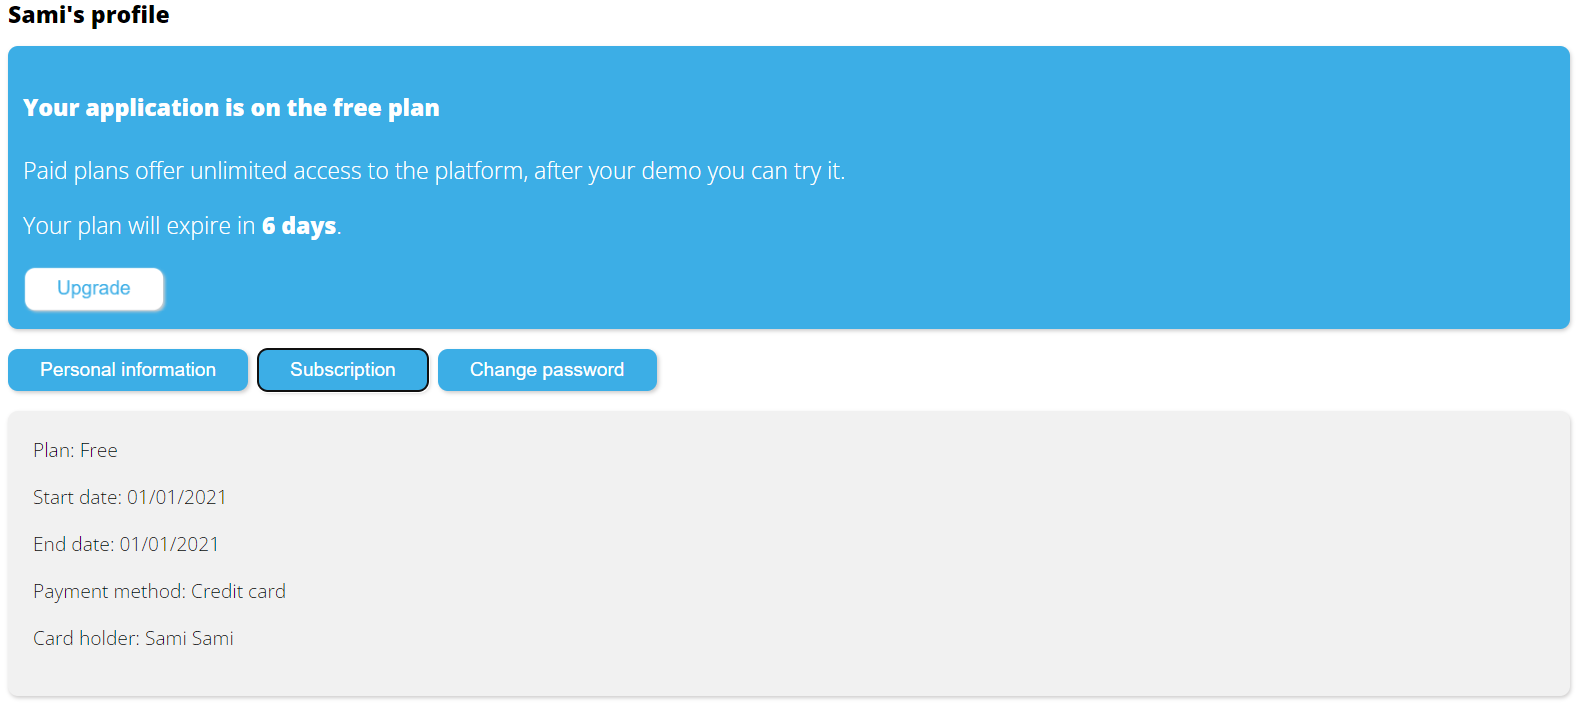 Sami's profile
Your application is on the free plan
Paid plans offer unlimited access to the platform, after your demo you can try it.
Your plan will expire in 6 days.
Upgrade
Personal information
Subscription
Change password
Plan: Free
Start date: 01/01/2021
End date: 01/01/2021
Payment method: Credit card
Card holder: Sami Sami